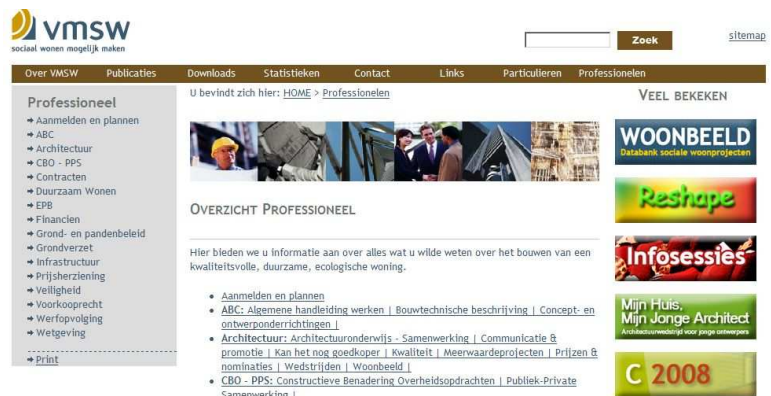 vmsw
sociaal wonen mogelijk maken
Zoek
sitemap
Over VMSW Publicaties Downloads Statistieken Contact Links Particulieren Professionelen
Professioneel
Aanmelden en plannen
ABC
Architectuur
CBO - PPS
Contracten
Duurzaam Wonen
EPB
Financien
Grond- en pandenbeleid
Grondverzet
Infrastructuur
Prijsherziening
Veiligheid
Voorkooprecht
Werfopvolging
Wetgeving
Print
U bevindt zich hier: HOME > Professionelen
OVERZICHT PROFESSIONEEL
Hier bieden we u informatie aan over alles wat u wilde weten over het bouwen van een
kwaliteitsvolle, duurzame, ecologische woning.
Aanmelden en plannen
ABC: Algemene handleiding werken | Bouwtechnische beschrijving | Concept- en
ontwerponderrichtingen |
Architectuur: Architectuuronderwijs - Samenwerking | Communicatie &
promotie | Kan het nog goedkoper | Kwaliteit | Meerwaardeprojecten | Prijzen &
nominaties | Wedstrijden | Woonbeeld |
CBO - PPS: Constructieve Benadering Overheidsopdrachten | Publiek-Private
Samenwerking |
VEEL BEKEKEN
WOONBEELD
Databank sociale woonprojecten
Reshape
Infosessies
Mijn Huis,
Mijn Jonge Architect
Architectuurwedstrijd voor jonge ontwerpers
C 2008